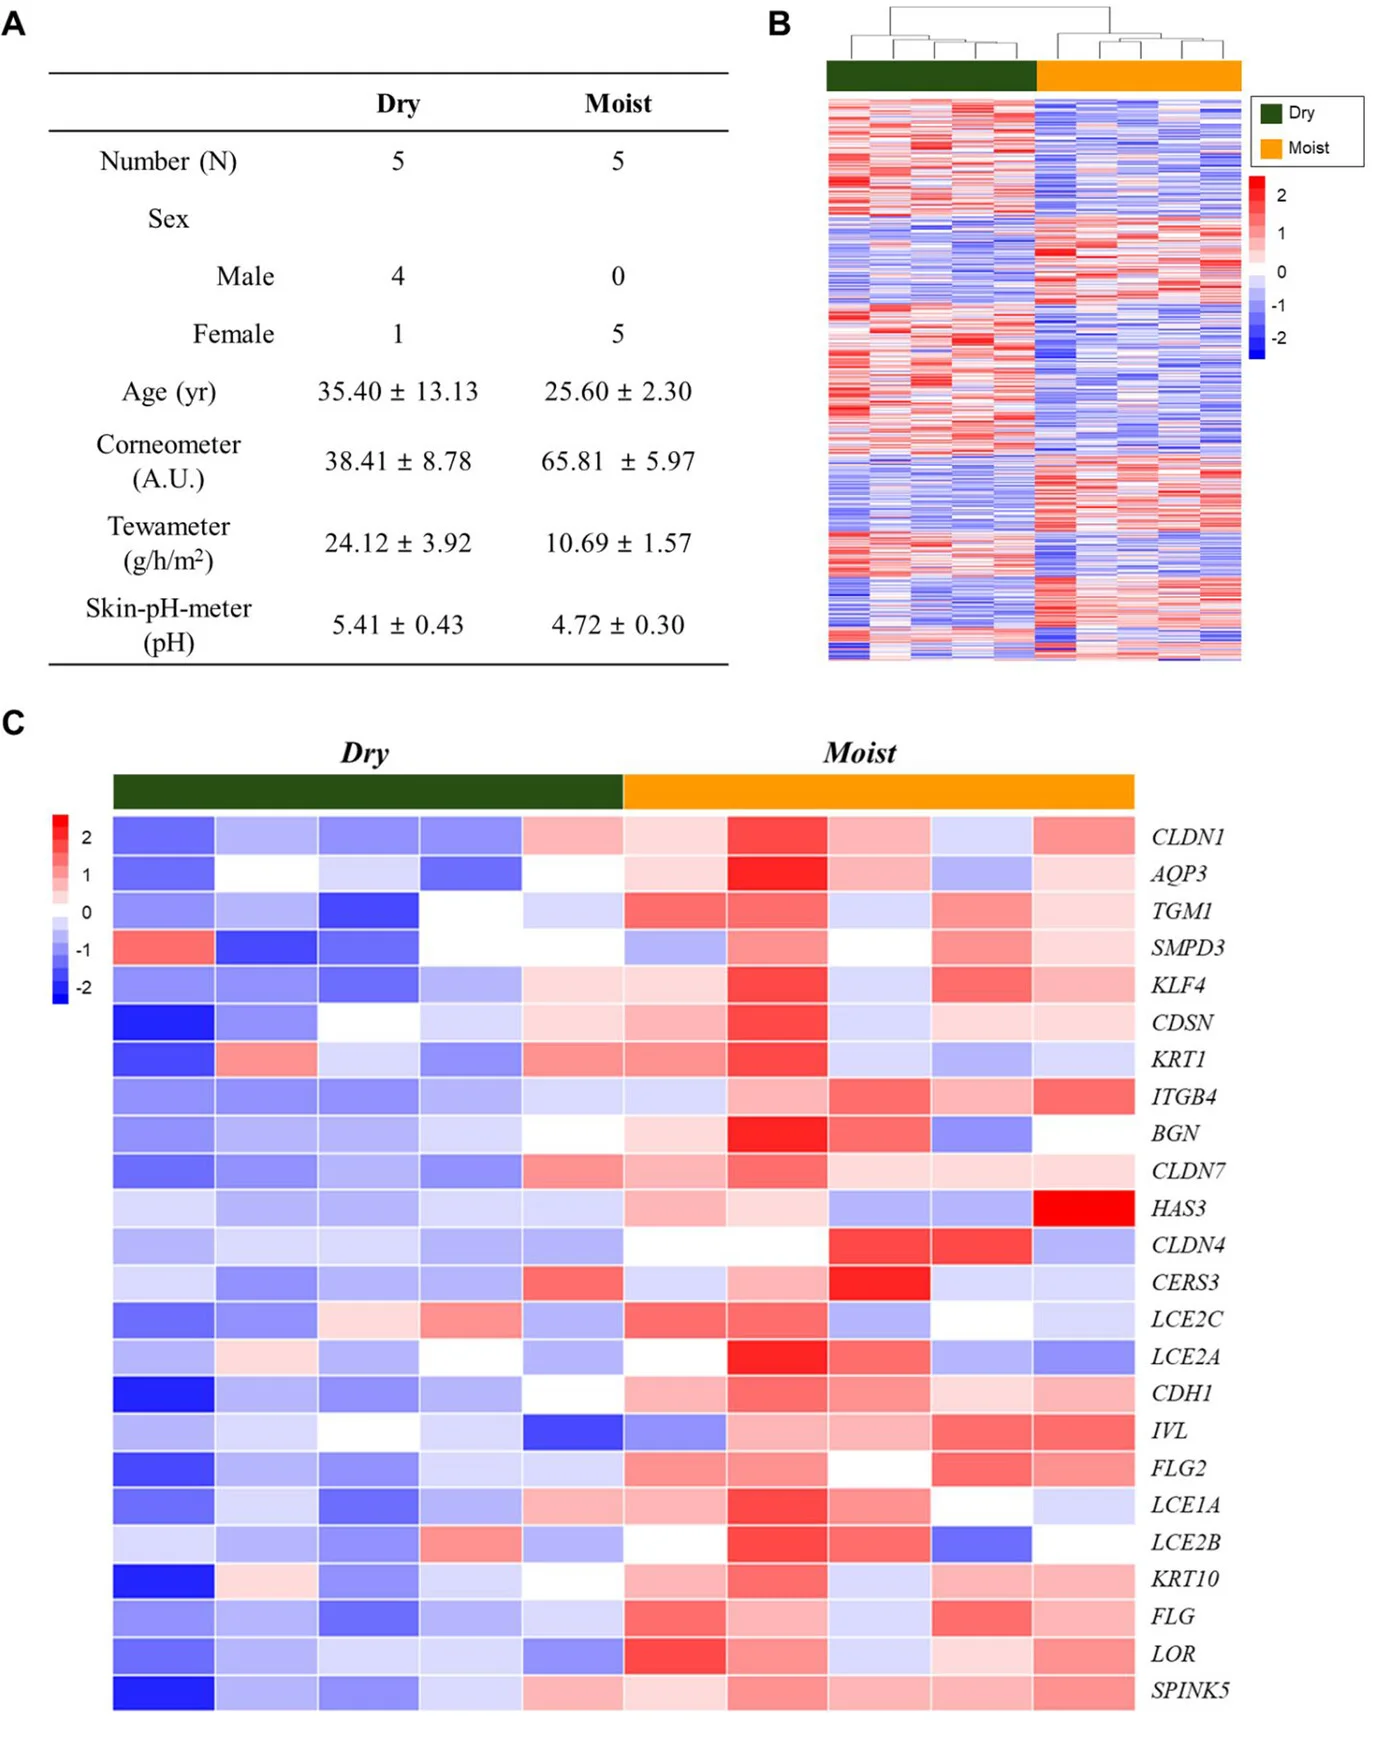 A
Dry Moist
Number (N) 5 5
Sex
Male 4 0
Female 1 5
Age (yr) 35.40 ± 13.13 25.60 ± 2.30
Corneometer
(A.U.) 38.41 ± 8.78 65.81 ± 5.97
Tewameter
(g/h/m²) 24.12 ± 3.92 10.69 ± 1.57
Skin-pH-meter
(pH) 5.41 ± 0.43 4.72 ± 0.30
B
Dry
Moist
2
1
0
-1
-2
C
Dry Moist
2
1
0
-1
-2
CLDN1
AQP3
TGM1
SMPD3
KLF4
CDSN
KRT1
ITGB4
BGN
CLDN7
HAS3
CLDN4
CERS3
LCE2C
LCE2A
CDH1
IVL
FLG2
LCE1A
LCE2B
KRT10
FLG
LOR
SPINK5